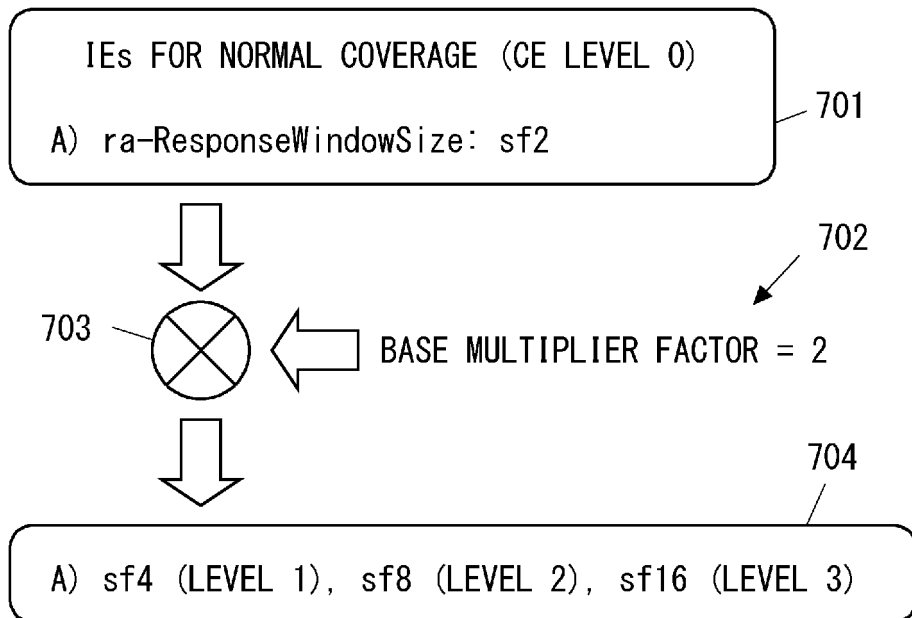 IEs FOR NORMAL COVERAGE (CE LEVEL 0)
A) ra-ResponseWindowSize: sf2
701
702
703
BASE MULTIPLIER FACTOR = 2
704
A) sf4 (LEVEL 1), sf8 (LEVEL 2), sf16 (LEVEL 3)